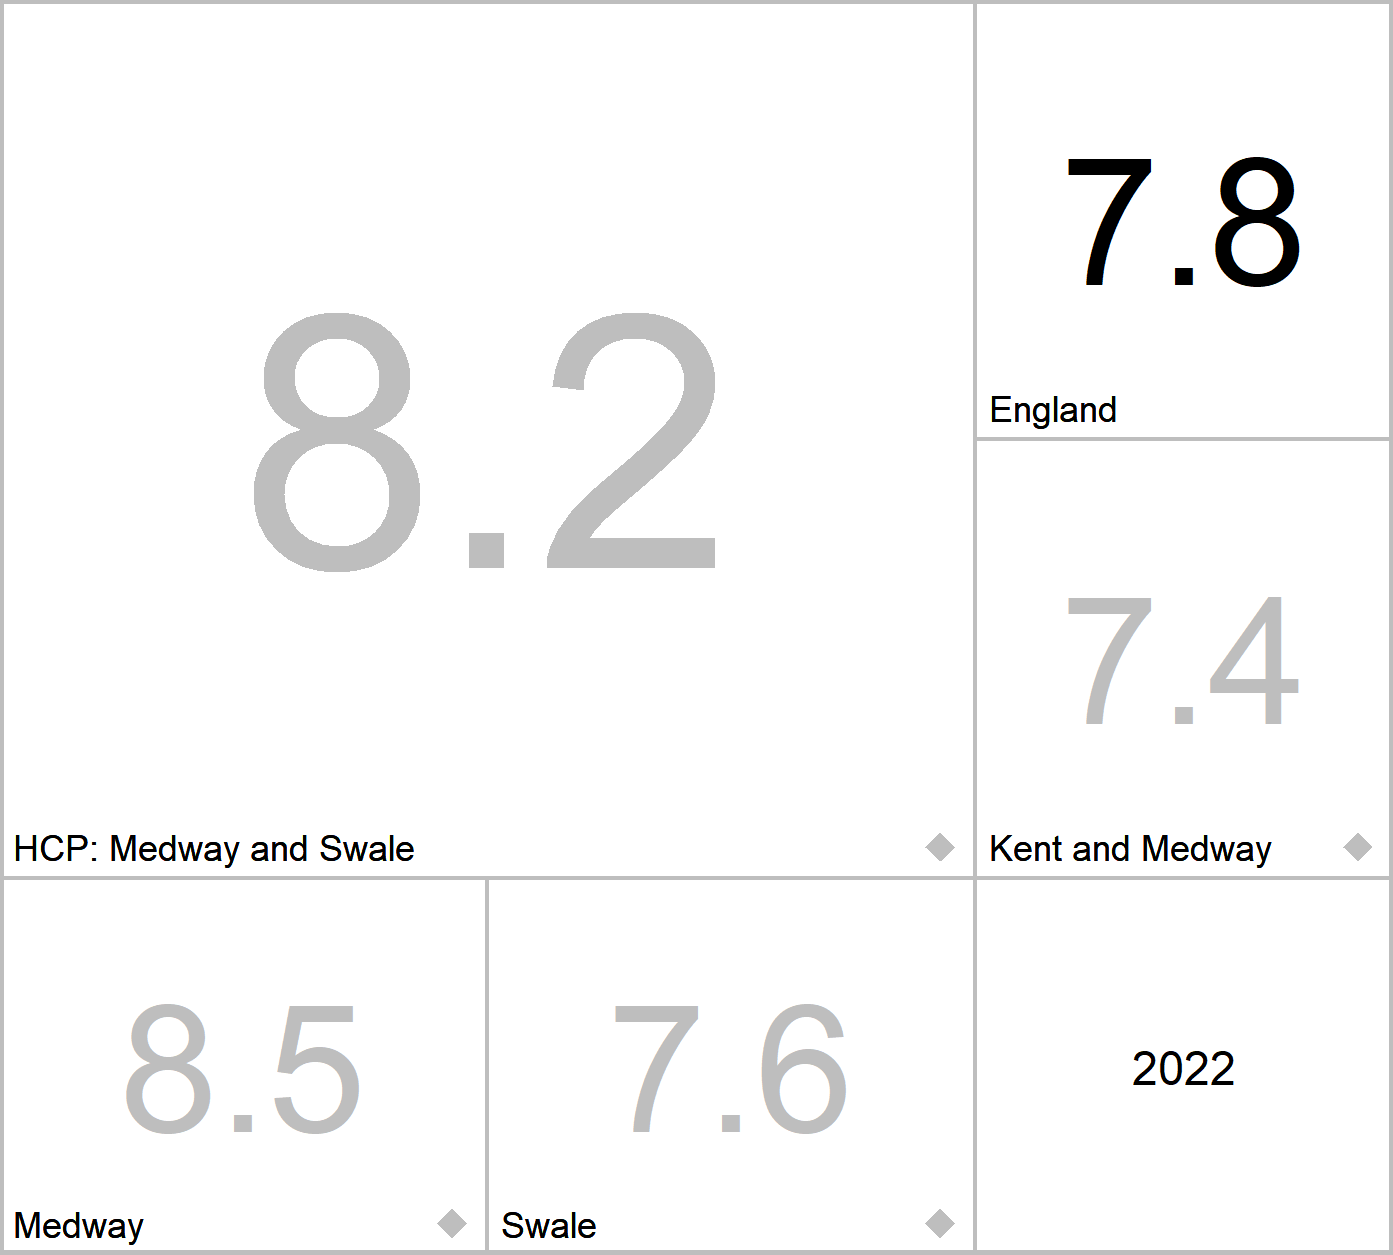 8.2
HCP: Medway and Swale
7.8
England
7.4
Kent and Medway
8.5
Medway
7.6
Swale
2022